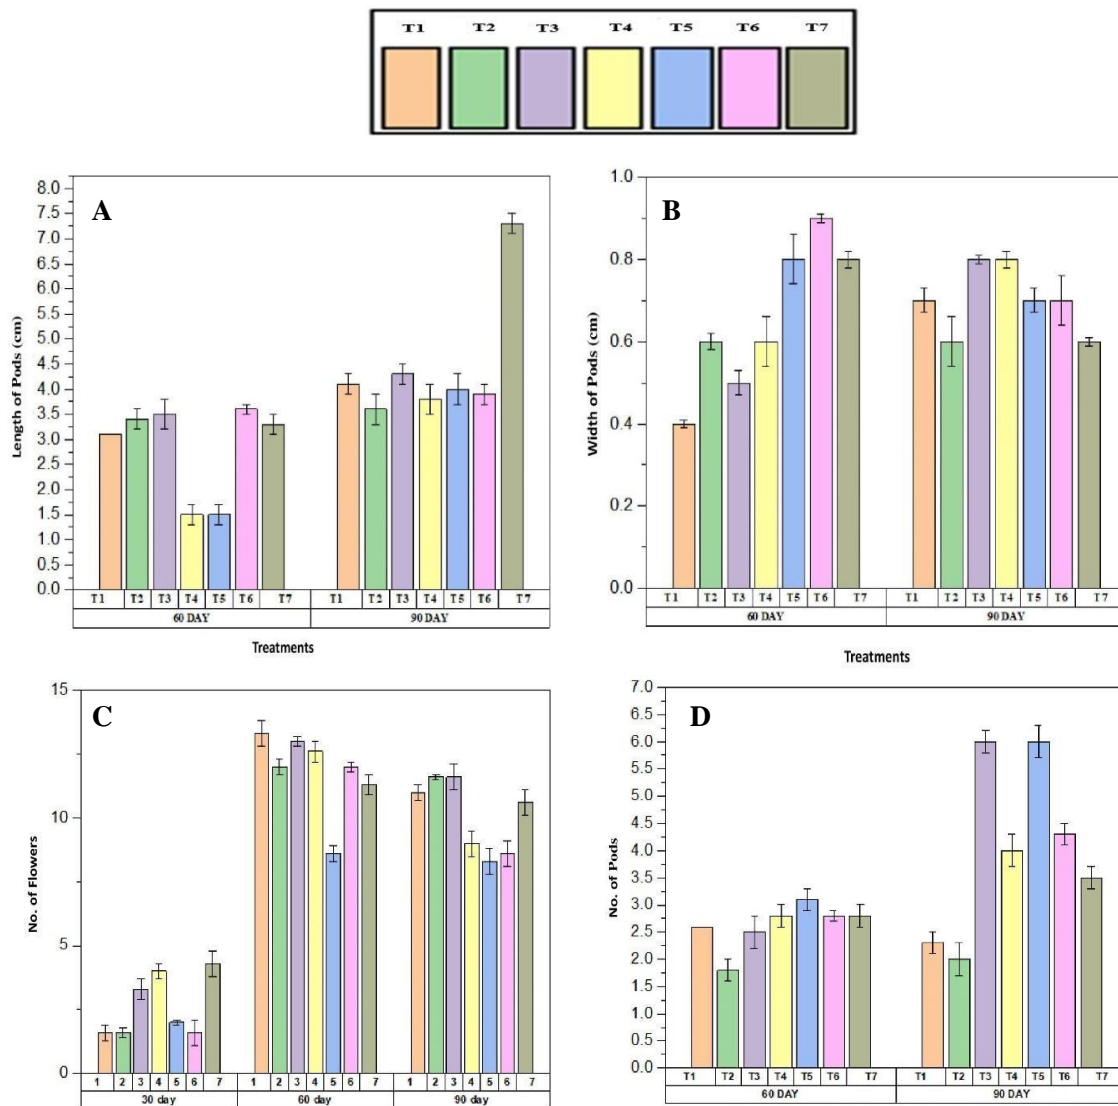 T1 T2 T3 T4 T5 T6 T7
A
8.0
7.5
7.0
6.5
6.0
5.5
5.0
4.5
4.0
3.5
3.0
2.5
2.0
1.5
1.0
0.5
0.0
Length of Pods (cm)
T1 T2 T3 T4 T5 T6 T7 T1 T2 T3 T4 T5 T6 T7
60 DAY 90 DAY
Treatments
B
1.0
0.8
0.6
0.4
0.2
0.0
Width of Pods (cm)
T1 T2 T3 T4 T5 T6 T7 T1 T2 T3 T4 T5 T6 T7
60 DAY 90 DAY
Treatments
C
15
10
5
0
No. of Flowers
1 2 3 4 5 6 7 1 2 3 4 5 6 7 1 2 3 4 5 6 7
30 day 60 day 90 day
D
7.0
6.5
6.0
5.5
5.0
4.5
4.0
3.5
3.0
2.5
2.0
1.5
1.0
0.5
0.0
No. of Pods
T1 T2 T3 T4 T5 T6 T7 T1 T2 T3 T4 T5 T6 T7
60 DAY 90 DAY